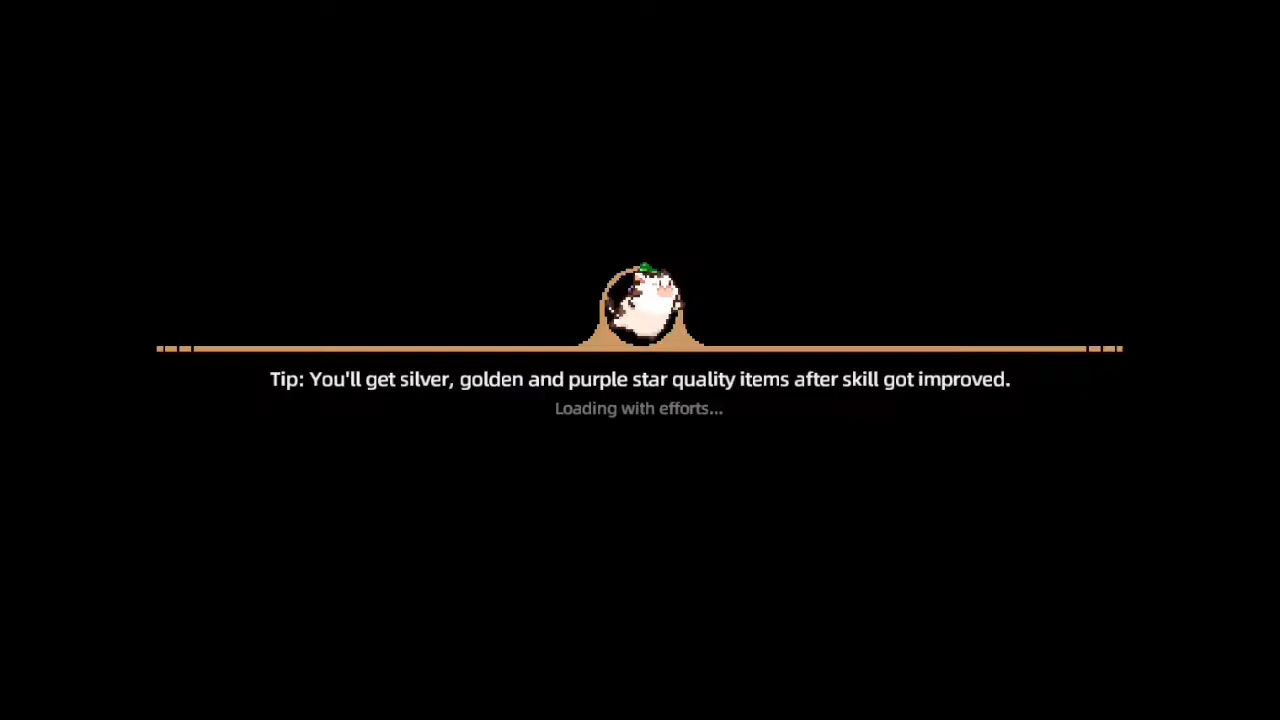 Tip: You'll get silver, golden and purple star quality items after skill got improved.
Loading with efforts...